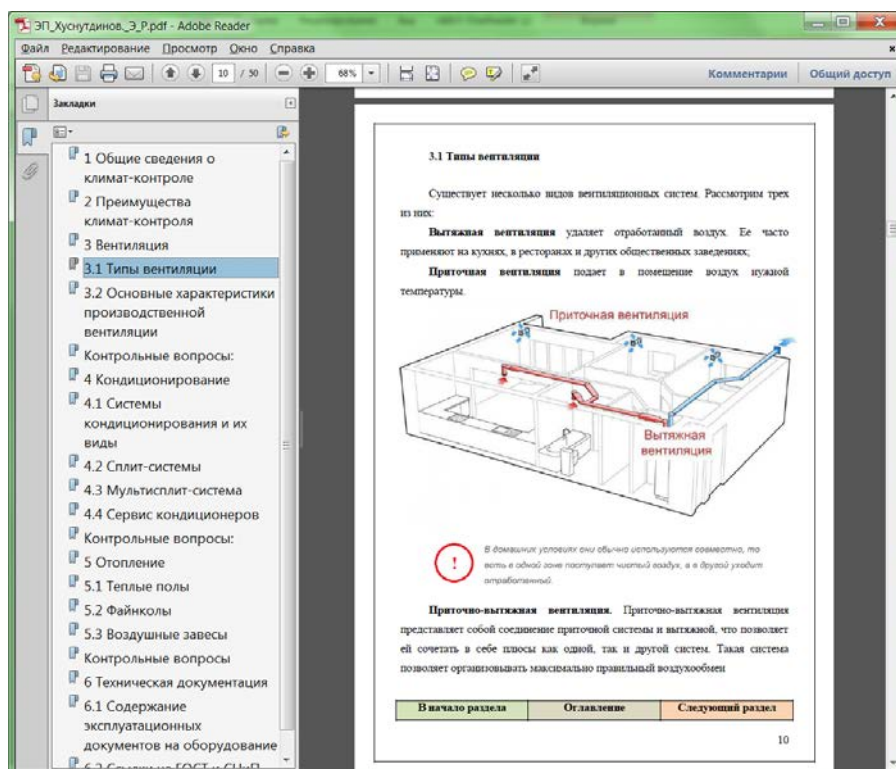 ЭП_Хуснутдинов._Э_Р.pdf - Adobe Reader
Файл Редактирование Просмотр Окно Справка
10 / 50 68% Комментарии Общий доступ
Закладки
1 Общие сведения о
климат-контроле
2 Преимущества
климат-контроля
3 Вентиляция
3.1 Типы вентиляции
3.2 Основные характеристики
производственной
вентиляции
Контрольные вопросы:
4 Кондиционирование
4.1 Системы
кондиционирования и их
виды
4.2 Сплит-системы
4.3 Мультисплит-система
4.4 Сервис кондиционеров
Контрольные вопросы:
5 Отопление
5.1 Теплые полы
5.2 Файнколы
5.3 Воздушные завесы
Контрольные вопросы
6 Техническая документация
6.1 Содержание
эксплуатационных
документов на оборудование
6.2 Ссылки на ГОСТ и СНиП
3.1 Типы вентиляции
Существует несколько видов вентиляционных систем. Рассмотрим трех
из них:
Вытяжная вентиляция удаляет отработанный воздух. Ее часто
применяют на кухнях, в ресторанах и других общественных заведениях;
Приточная вентиляция подает в помещение воздух нужной
температуры.
Приточная вентиляция
Вытяжная
вентиляция
!
В домашних условиях они обычно используются совместно, то
есть в одной зоне поступает чистый воздух, а в другой уходит
отработанный.
Приточно-вытяжная вентиляция. Приточно-вытяжная вентиляция
представляет собой соединение приточной системы и вытяжной, что позволяет
ей сочетать в себе плюсы как одной, так и другой систем. Такая система
позволяет организовывать максимально правильный воздухообмен
В начало раздела Оглавление Следующий раздел
10